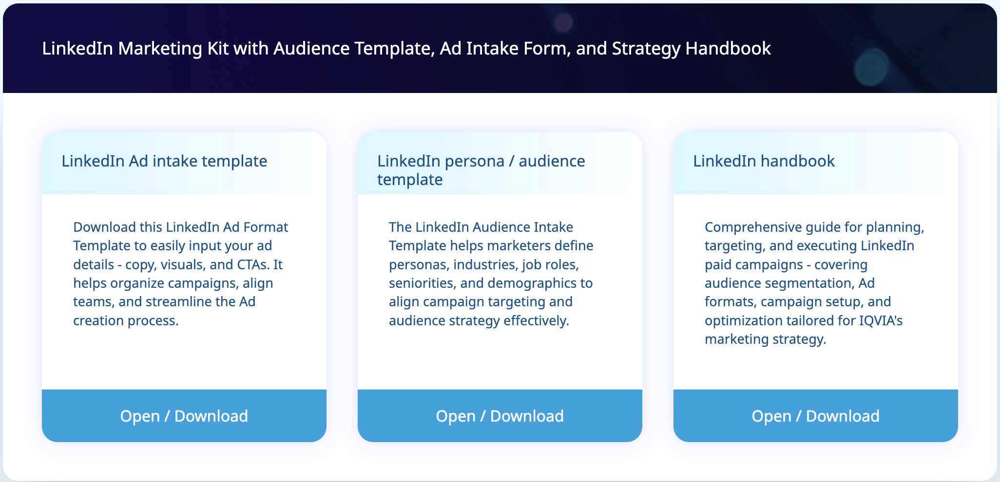 LinkedIn Marketing Kit with Audience Template, Ad Intake Form, and Strategy Handbook
LinkedIn Ad intake template
Download this LinkedIn Ad Format
Template to easily input your ad
details - copy, visuals, and CTAs. It
helps organize campaigns, align
teams, and streamline the Ad
creation process.
Open / Download
LinkedIn persona / audience
template
The LinkedIn Audience Intake
Template helps marketers define
personas, industries, job roles,
seniorities, and demographics to
align campaign targeting and
audience strategy effectively.
Open / Download
LinkedIn handbook
Comprehensive guide for planning,
targeting, and executing LinkedIn
paid campaigns - covering
audience segmentation, Ad
formats, campaign setup, and
optimization tailored for IQVIA's
marketing strategy.
Open / Download